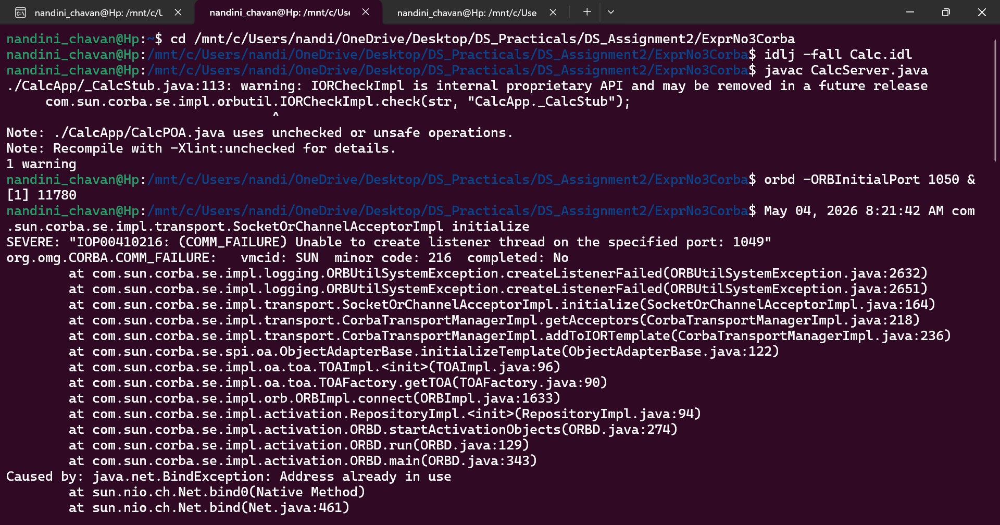 nandini_chavan@Hp: /mnt/c/U
nandini_chavan@Hp: /mnt/c/Use
nandini_chavan@Hp: /mnt/c/Use
nandini_chavan@Hp:~$ cd /mnt/c/Users/nandi/OneDrive/Desktop/DS_Practicals/DS_Assignment2/ExprNo3Corba
nandini_chavan@Hp:/mnt/c/Users/nandi/OneDrive/Desktop/DS_Practicals/DS_Assignment2/ExprNo3Corba$ idlj -fall Calc.idl
nandini_chavan@Hp:/mnt/c/Users/nandi/OneDrive/Desktop/DS_Practicals/DS_Assignment2/ExprNo3Corba$ javac CalcServer.java
./CalcApp/_CalcStub.java:113: warning: IORCheckImpl is internal proprietary API and may be removed in a future release
     com.sun.corba.se.impl.orbutil.IORCheckImpl.check(str, "CalcApp._CalcStub");
                                  ^
Note: ./CalcApp/CalcPOA.java uses unchecked or unsafe operations.
Note: Recompile with -Xlint:unchecked for details.
1 warning
nandini_chavan@Hp:/mnt/c/Users/nandi/OneDrive/Desktop/DS_Practicals/DS_Assignment2/ExprNo3Corba$ orbd -ORBInitialPort 1050 &
[1] 11780
nandini_chavan@Hp:/mnt/c/Users/nandi/OneDrive/Desktop/DS_Practicals/DS_Assignment2/ExprNo3Corba$ May 04, 2026 8:21:42 AM com
.sun.corba.se.impl.transport.SocketOrChannelAcceptorImpl initialize
SEVERE: "IOP00410216: (COMM_FAILURE) Unable to create listener thread on the specified port: 1049"
org.omg.CORBA.COMM_FAILURE:   vmcid: SUN  minor code: 216  completed: No
        at com.sun.corba.se.impl.logging.ORBUtilSystemException.createListenerFailed(ORBUtilSystemException.java:2632)
        at com.sun.corba.se.impl.logging.ORBUtilSystemException.createListenerFailed(ORBUtilSystemException.java:2651)
        at com.sun.corba.se.impl.transport.SocketOrChannelAcceptorImpl.initialize(SocketOrChannelAcceptorImpl.java:164)
        at com.sun.corba.se.impl.transport.CorbaTransportManagerImpl.getAcceptors(CorbaTransportManagerImpl.java:218)
        at com.sun.corba.se.impl.transport.CorbaTransportManagerImpl.addToIORTemplate(CorbaTransportManagerImpl.java:236)
        at com.sun.corba.se.spi.oa.ObjectAdapterBase.initializeTemplate(ObjectAdapterBase.java:122)
        at com.sun.corba.se.impl.oa.toa.TOAImpl.<init>(TOAImpl.java:96)
        at com.sun.corba.se.impl.oa.toa.TOAFactory.getTOA(TOAFactory.java:90)
        at com.sun.corba.se.impl.orb.ORBImpl.connect(ORBImpl.java:1633)
        at com.sun.corba.se.impl.activation.RepositoryImpl.<init>(RepositoryImpl.java:94)
        at com.sun.corba.se.impl.activation.ORBD.startActivationObjects(ORBD.java:274)
        at com.sun.corba.se.impl.activation.ORBD.run(ORBD.java:129)
        at com.sun.corba.se.impl.activation.ORBD.main(ORBD.java:343)
Caused by: java.net.BindException: Address already in use
        at sun.nio.ch.Net.bind0(Native Method)
        at sun.nio.ch.Net.bind(Net.java:461)